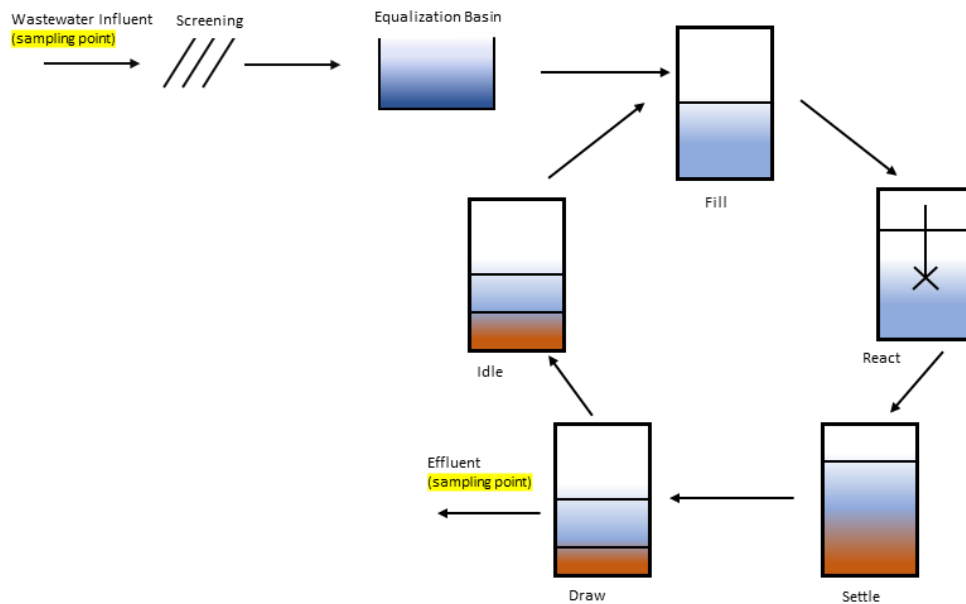 Wastewater Influent
(sampling point)
Screening
Equalization Basin
Fill
React
Idle
Effluent
(sampling point)
Draw
Settle